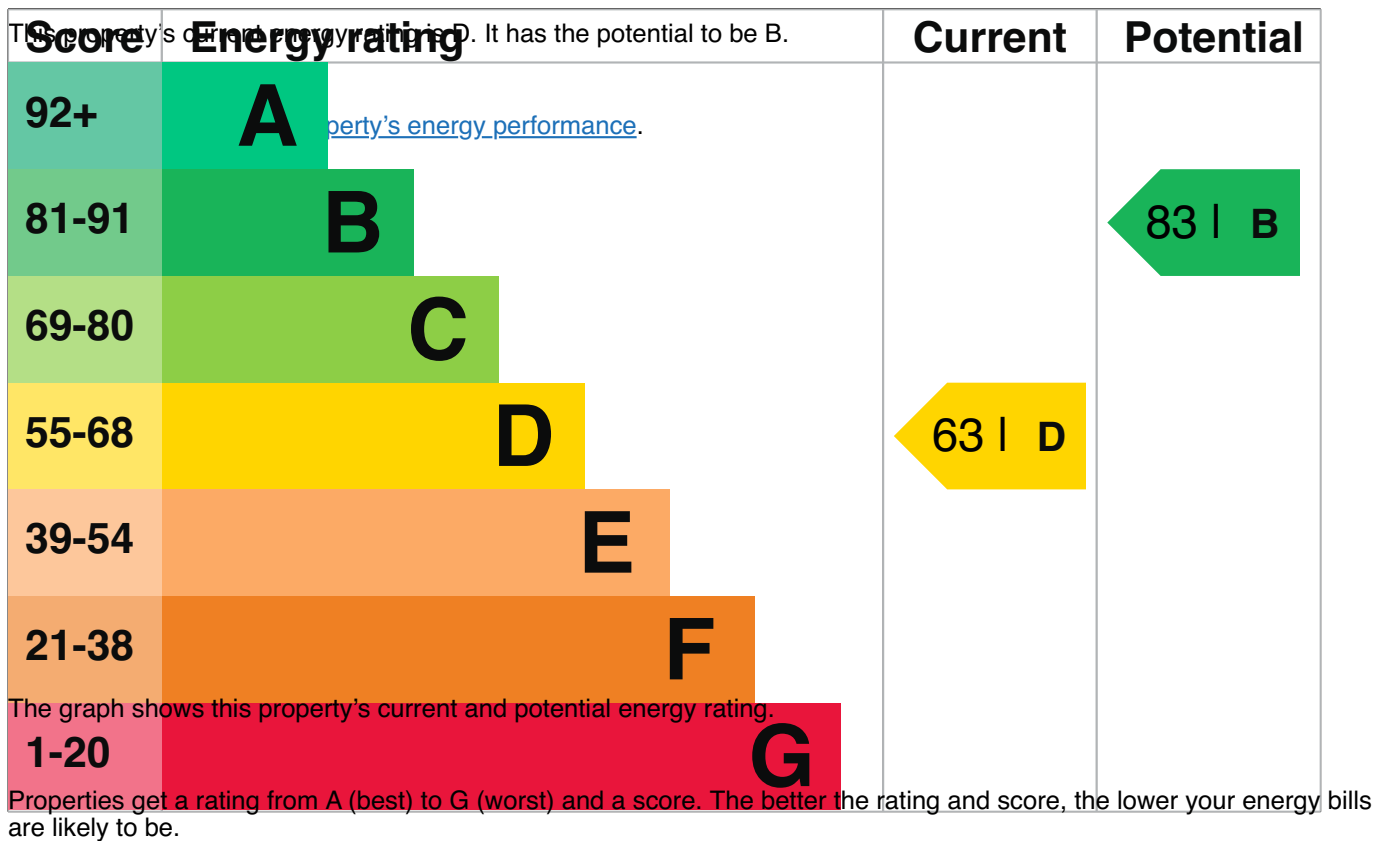 This property's current energy rating is D. It has the potential to be B.
Score Energy rating Current Potential
92+ A
perty's energy performance.
81-91 B 83 | B
69-80 C
55-68 D 63 | D
39-54 E
21-38 F
The graph shows this property's current and potential energy rating.
1-20 G
Properties get a rating from A (best) to G (worst) and a score. The better the rating and score, the lower your energy bills
are likely to be.